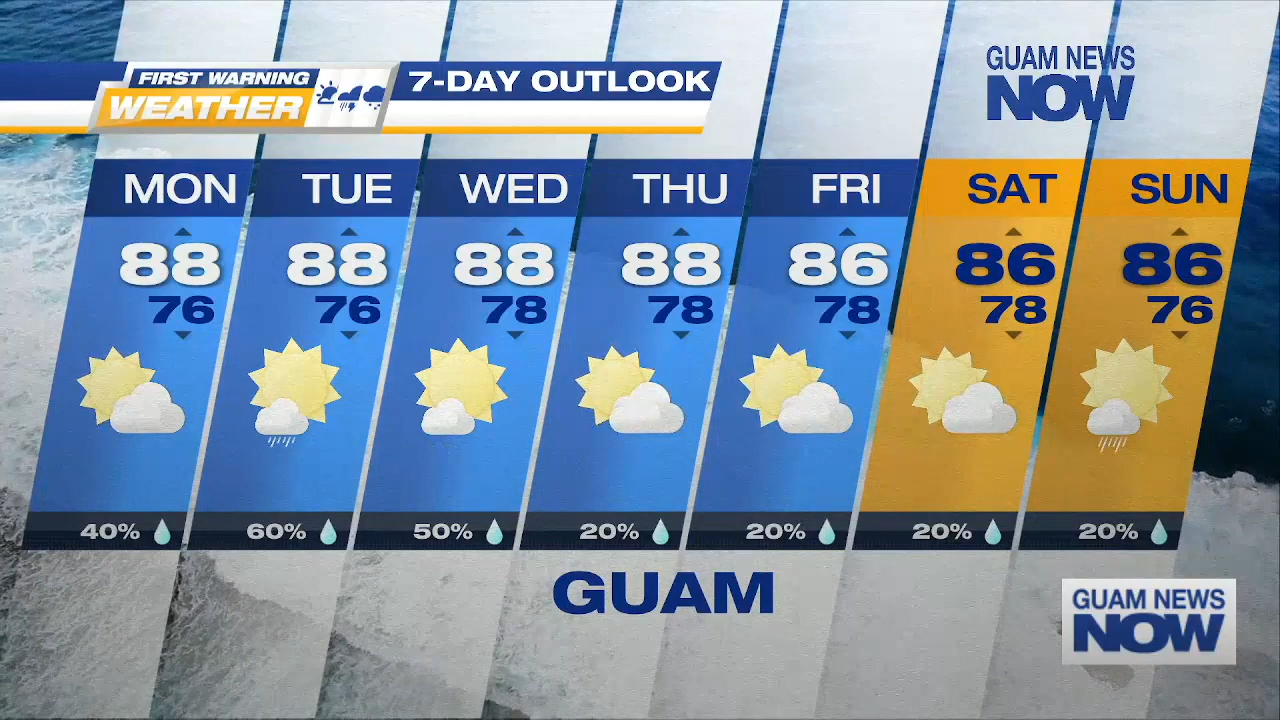 GUAM NEWS
NOW
FIRST WARNING
WEATHER
7-DAY OUTLOOK
MON TUE WED THU FRI SAT SUN
88 88 88 88 86 86 86
76 76 78 78 78 78 76
40% 60% 50% 20% 20% 20% 20%
GUAM
GUAM NEWS
NOW